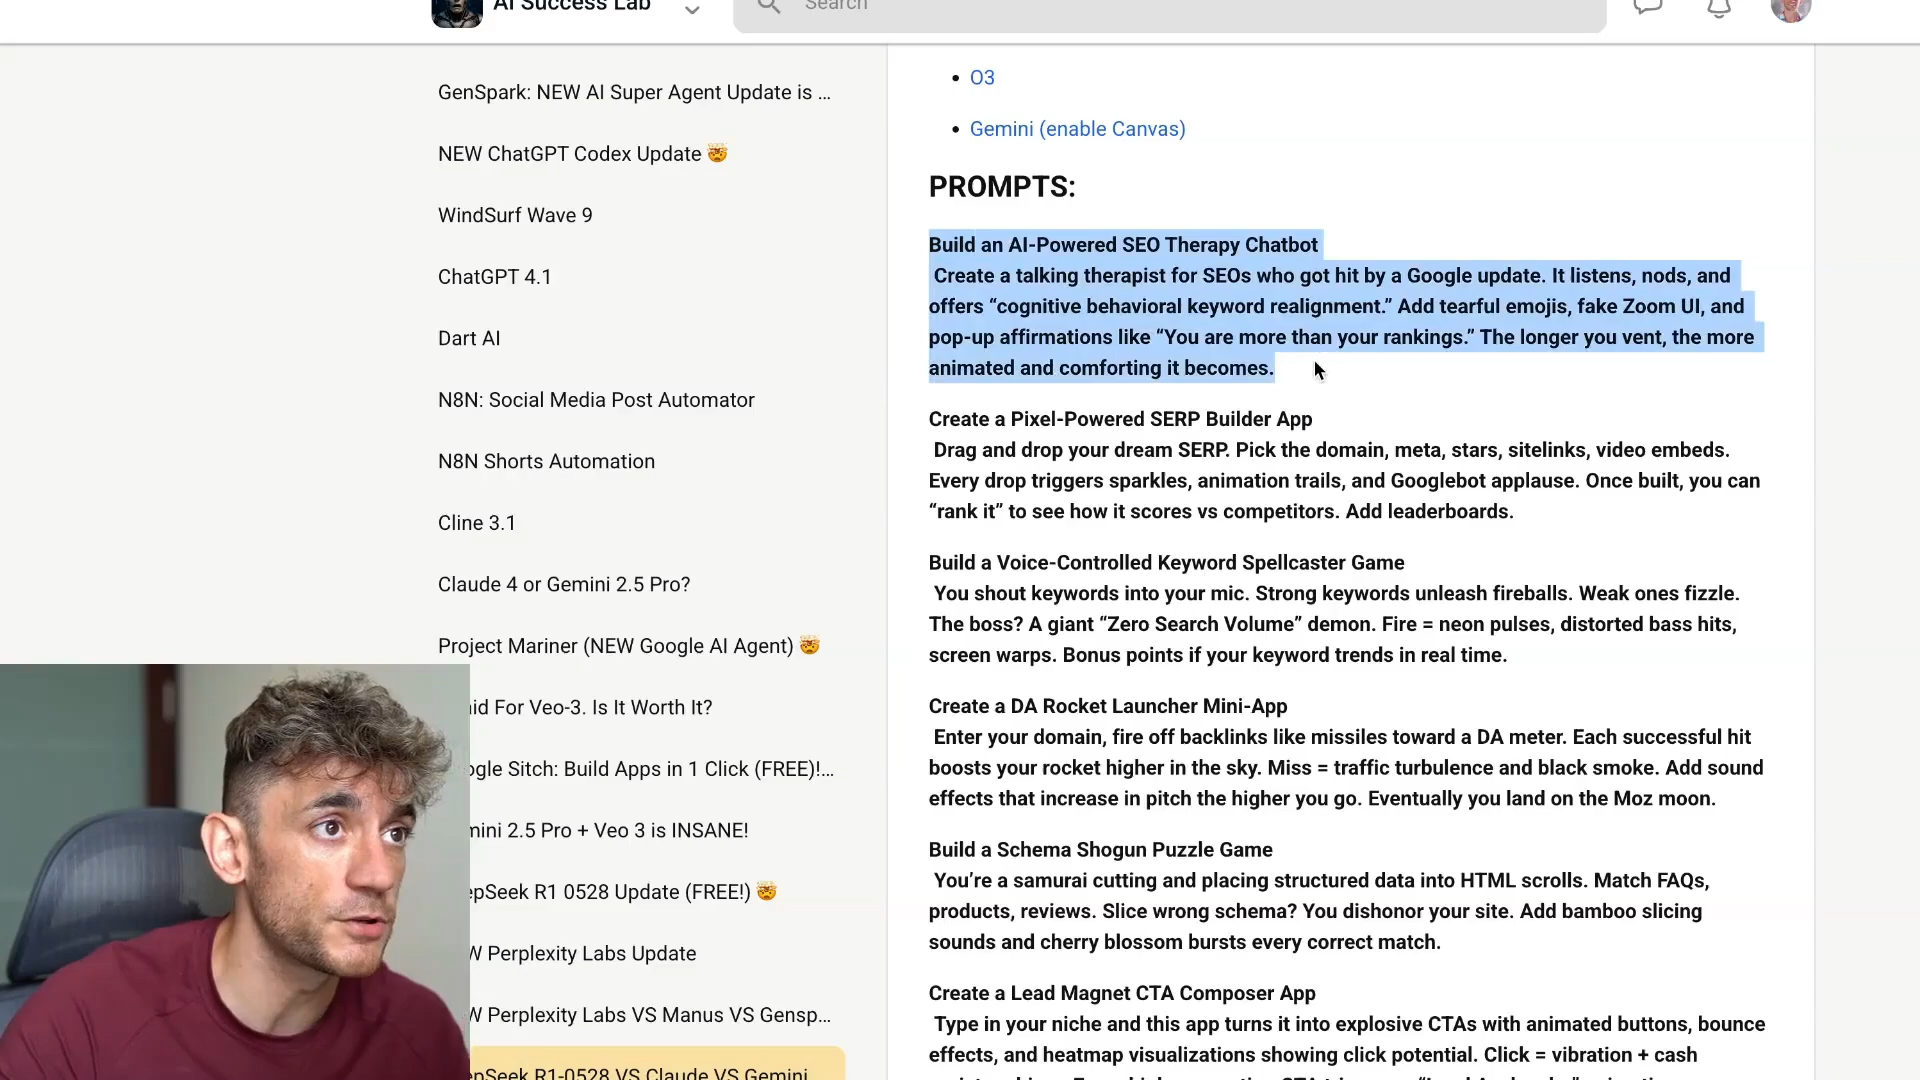 AI Success Lab
Search
GenSpark: NEW AI Super Agent Update is ...
NEW ChatGPT Codex Update 🤯
WindSurf Wave 9
ChatGPT 4.1
Dart AI
N8N: Social Media Post Automator
N8N Shorts Automation
Cline 3.1
Claude 4 or Gemini 2.5 Pro?
Project Mariner (NEW Google AI Agent) 🤯
For Veo-3. Is It Worth It?
Sitch: Build Apps in 1 Click (FREE)!...
2.5 Pro + Veo 3 is INSANE!
R1 0528 Update (FREE!) 🤯
Perplexity Labs Update
Perplexity Labs VS Manus VS Gensp...
R1-0528 VS Claude VS Gemini
• O3
• Gemini (enable Canvas)
PROMPTS:
Build an AI-Powered SEO Therapy Chatbot
Create a talking therapist for SEOs who got hit by a Google update. It listens, nods, and
offers “cognitive behavioral keyword realignment.” Add tearful emojis, fake Zoom UI, and
pop-up affirmations like “You are more than your rankings.” The longer you vent, the more
animated and comforting it becomes.
Create a Pixel-Powered SERP Builder App
Drag and drop your dream SERP. Pick the domain, meta, stars, sitelinks, video embeds.
Every drop triggers sparkles, animation trails, and Googlebot applause. Once built, you can
“rank it” to see how it scores vs competitors. Add leaderboards.
Build a Voice-Controlled Keyword Spellcaster Game
You shout keywords into your mic. Strong keywords unleash fireballs. Weak ones fizzle.
The boss? A giant “Zero Search Volume” demon. Fire = neon pulses, distorted bass hits,
screen warps. Bonus points if your keyword trends in real time.
Create a DA Rocket Launcher Mini-App
Enter your domain, fire off backlinks like missiles toward a DA meter. Each successful hit
boosts your rocket higher in the sky. Miss = traffic turbulence and black smoke. Add sound
effects that increase in pitch the higher you go. Eventually you land on the Moz moon.
Build a Schema Shogun Puzzle Game
You’re a samurai cutting and placing structured data into HTML scrolls. Match FAQs,
products, reviews. Slice wrong schema? You dishonor your site. Add bamboo slicing
sounds and cherry blossom bursts every correct match.
Create a Lead Magnet CTA Composer App
Type in your niche and this app turns it into explosive CTAs with animated buttons, bounce
effects, and heatmap visualizations showing click potential. Click = vibration + cash